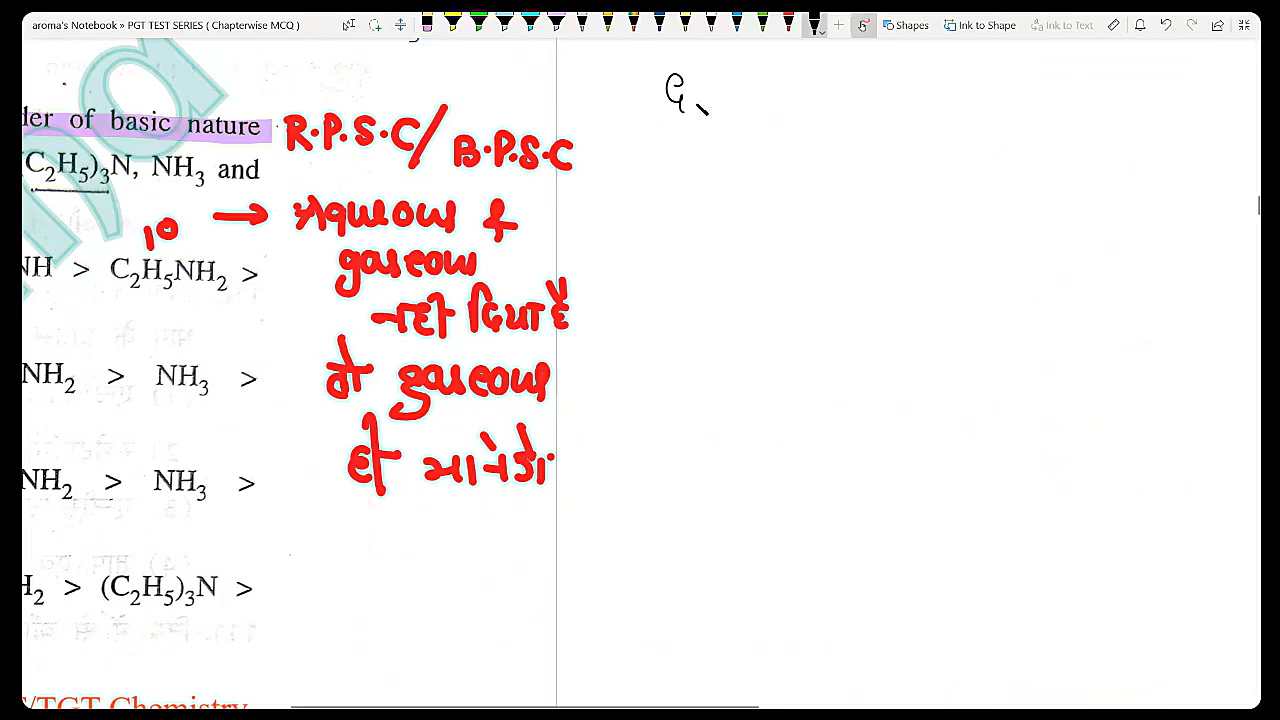 aroma's Notebook » PGT TEST SERIES ( Chapterwise MCQ )
Shapes
Ink to Shape
Ink to Text
der of basic nature
(C₂H₅)₃N, NH₃ and
R.P.S.C/
B.P.S.C
1⁰
→ Aqueous &
gaseous
NH > C₂H₅NH₂ >
नही दिया है
NH₂ > NH₃ >
तो gaseous
ही मानेंगे
NH₂ > NH₃ >
H₂ > (C₂H₅)₃N >
/TGT Chemistry
G